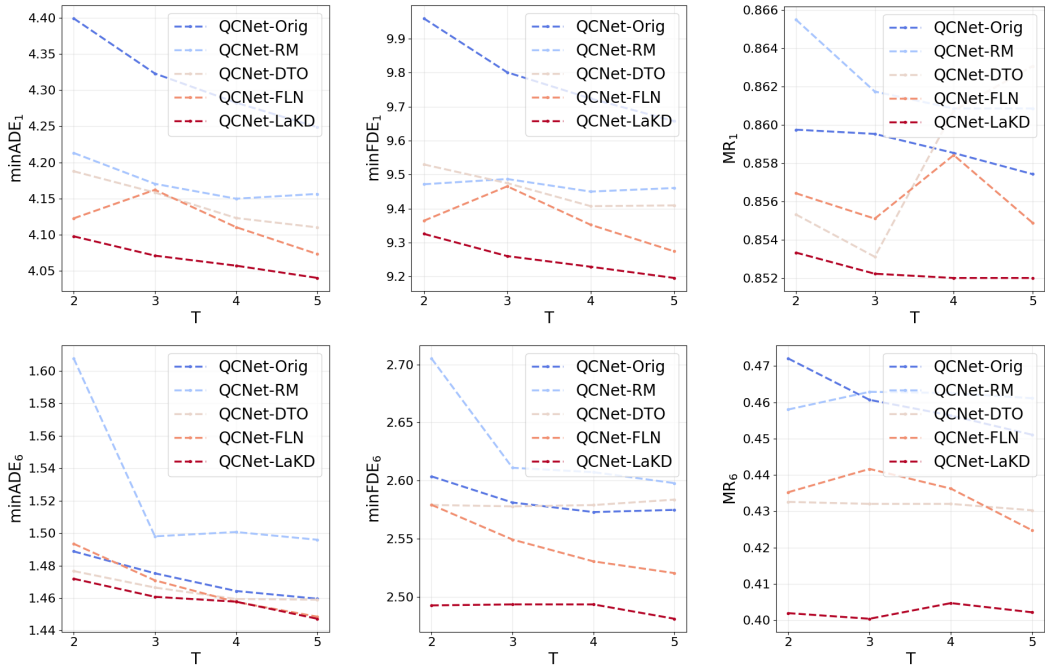 4.40
4.35
4.30
4.25
4.20
4.15
4.10
4.05
minADE₁
QCNet-Orig
QCNet-RM
QCNet-DTO
QCNet-FLN
QCNet-LaKD
2 3 4 5
T
9.9
9.8
9.7
9.6
9.5
9.4
9.3
9.2
minFDE₁
QCNet-Orig
QCNet-RM
QCNet-DTO
QCNet-FLN
QCNet-LaKD
2 3 4 5
T
0.866
0.864
0.862
0.860
0.858
0.856
0.854
0.852
MR₁
QCNet-Orig
QCNet-RM
QCNet-DTO
QCNet-FLN
QCNet-LaKD
2 3 4 5
T
1.60
1.58
1.56
1.54
1.52
1.50
1.48
1.46
1.44
minADE₆
QCNet-Orig
QCNet-RM
QCNet-DTO
QCNet-FLN
QCNet-LaKD
2 3 4 5
T
2.70
2.65
2.60
2.55
2.50
minFDE₆
QCNet-Orig
QCNet-RM
QCNet-DTO
QCNet-FLN
QCNet-LaKD
2 3 4 5
T
0.47
0.46
0.45
0.44
0.43
0.42
0.41
0.40
MR₆
QCNet-Orig
QCNet-RM
QCNet-DTO
QCNet-FLN
QCNet-LaKD
2 3 4 5
T